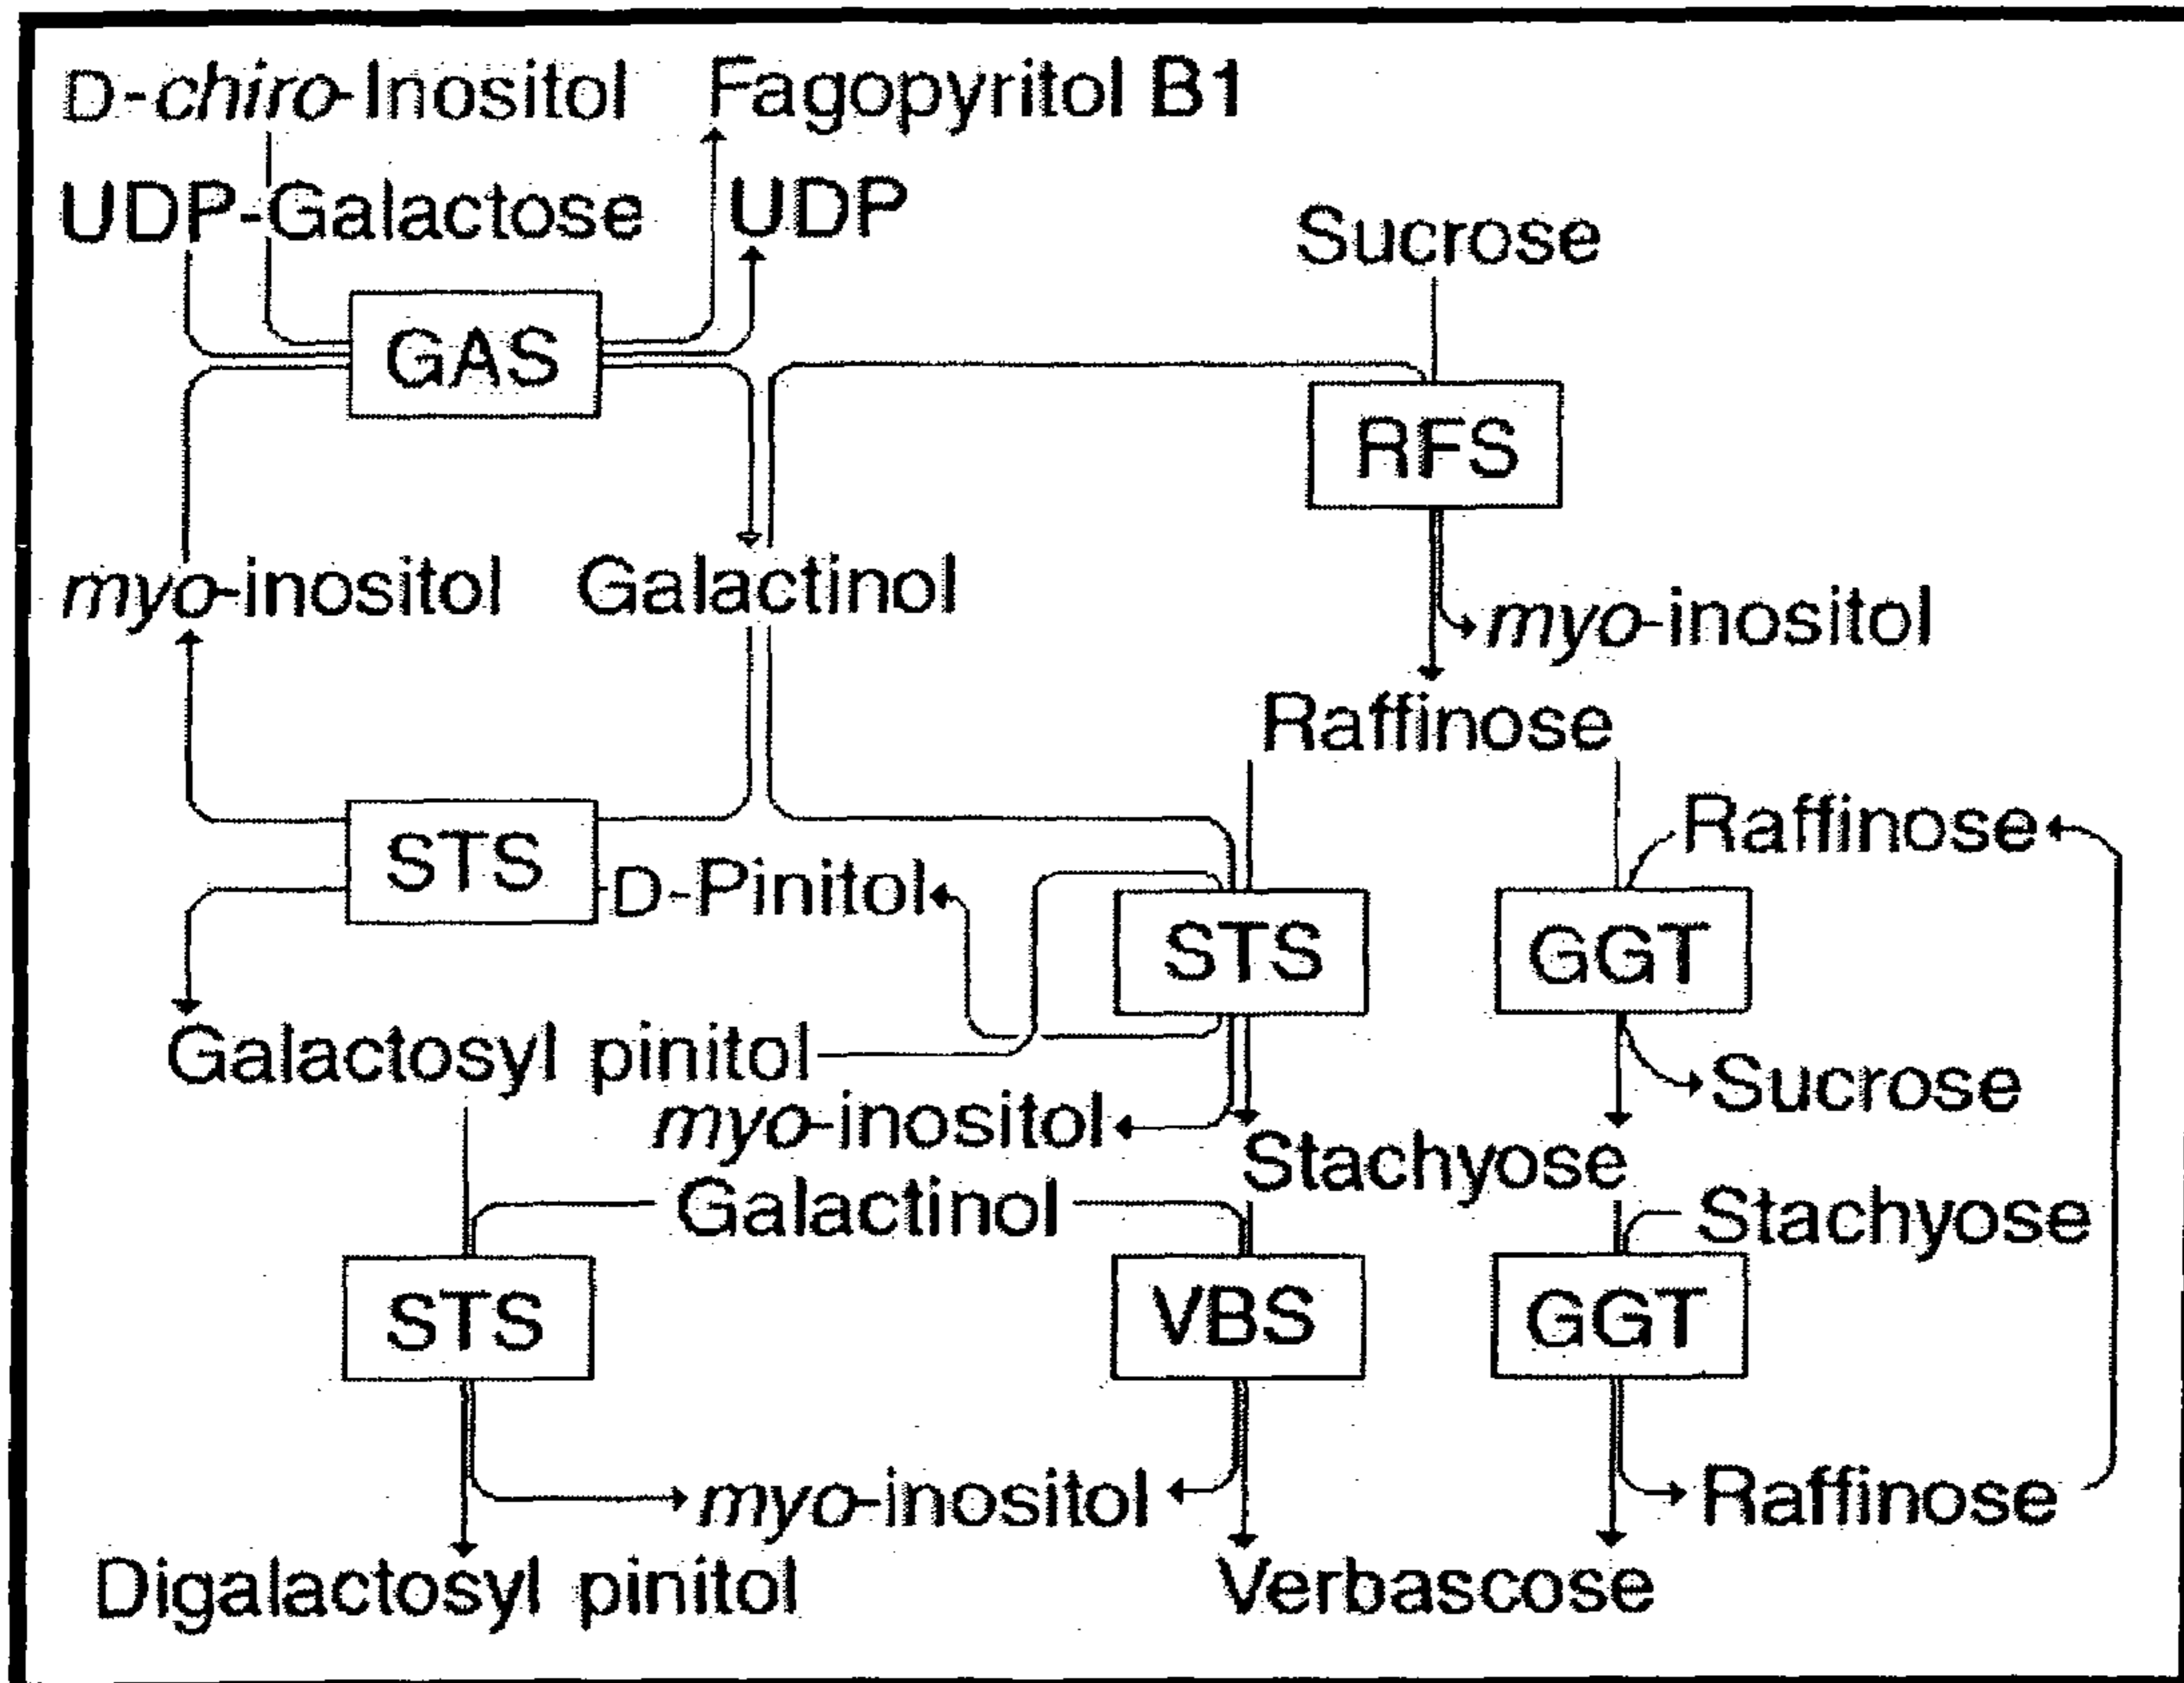 D-chiro-Inositol Fagopyritol B1
UDP-Galactose UDP
Sucrose
GAS
RFS
myo-inositol Galactinol
myo-inositol
Raffinose
Raffinose
STS D-Pinitol
STS GGT
Galactosyl pinitol
Sucrose
myo-inositol
Stachyose
Galactinol
Stachyose
STS VBS GGT
myo-inositol Raffinose
Digalactosyl pinitol Verbascose